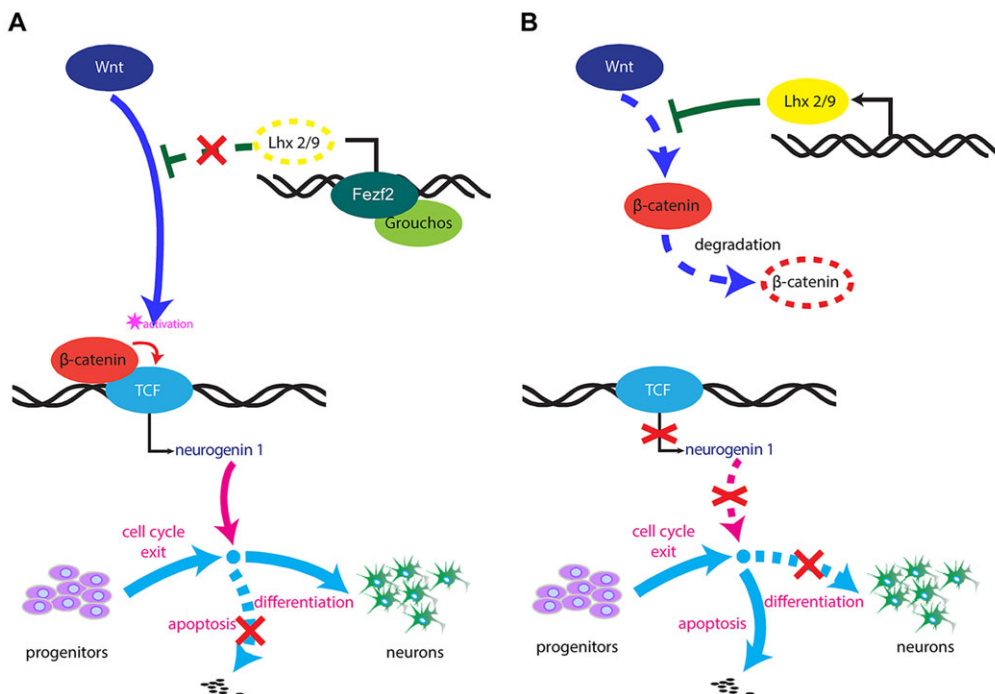 A
Wnt
Lhx 2/9
Fezf2
Grouchos
activation
β-catenin
TCF
neurogenin 1
cell cycle
exit
differentiation
apoptosis
progenitors
neurons
B
Wnt
Lhx 2/9
β-catenin
degradation
β-catenin
TCF
neurogenin 1
cell cycle
exit
differentiation
apoptosis
progenitors
neurons